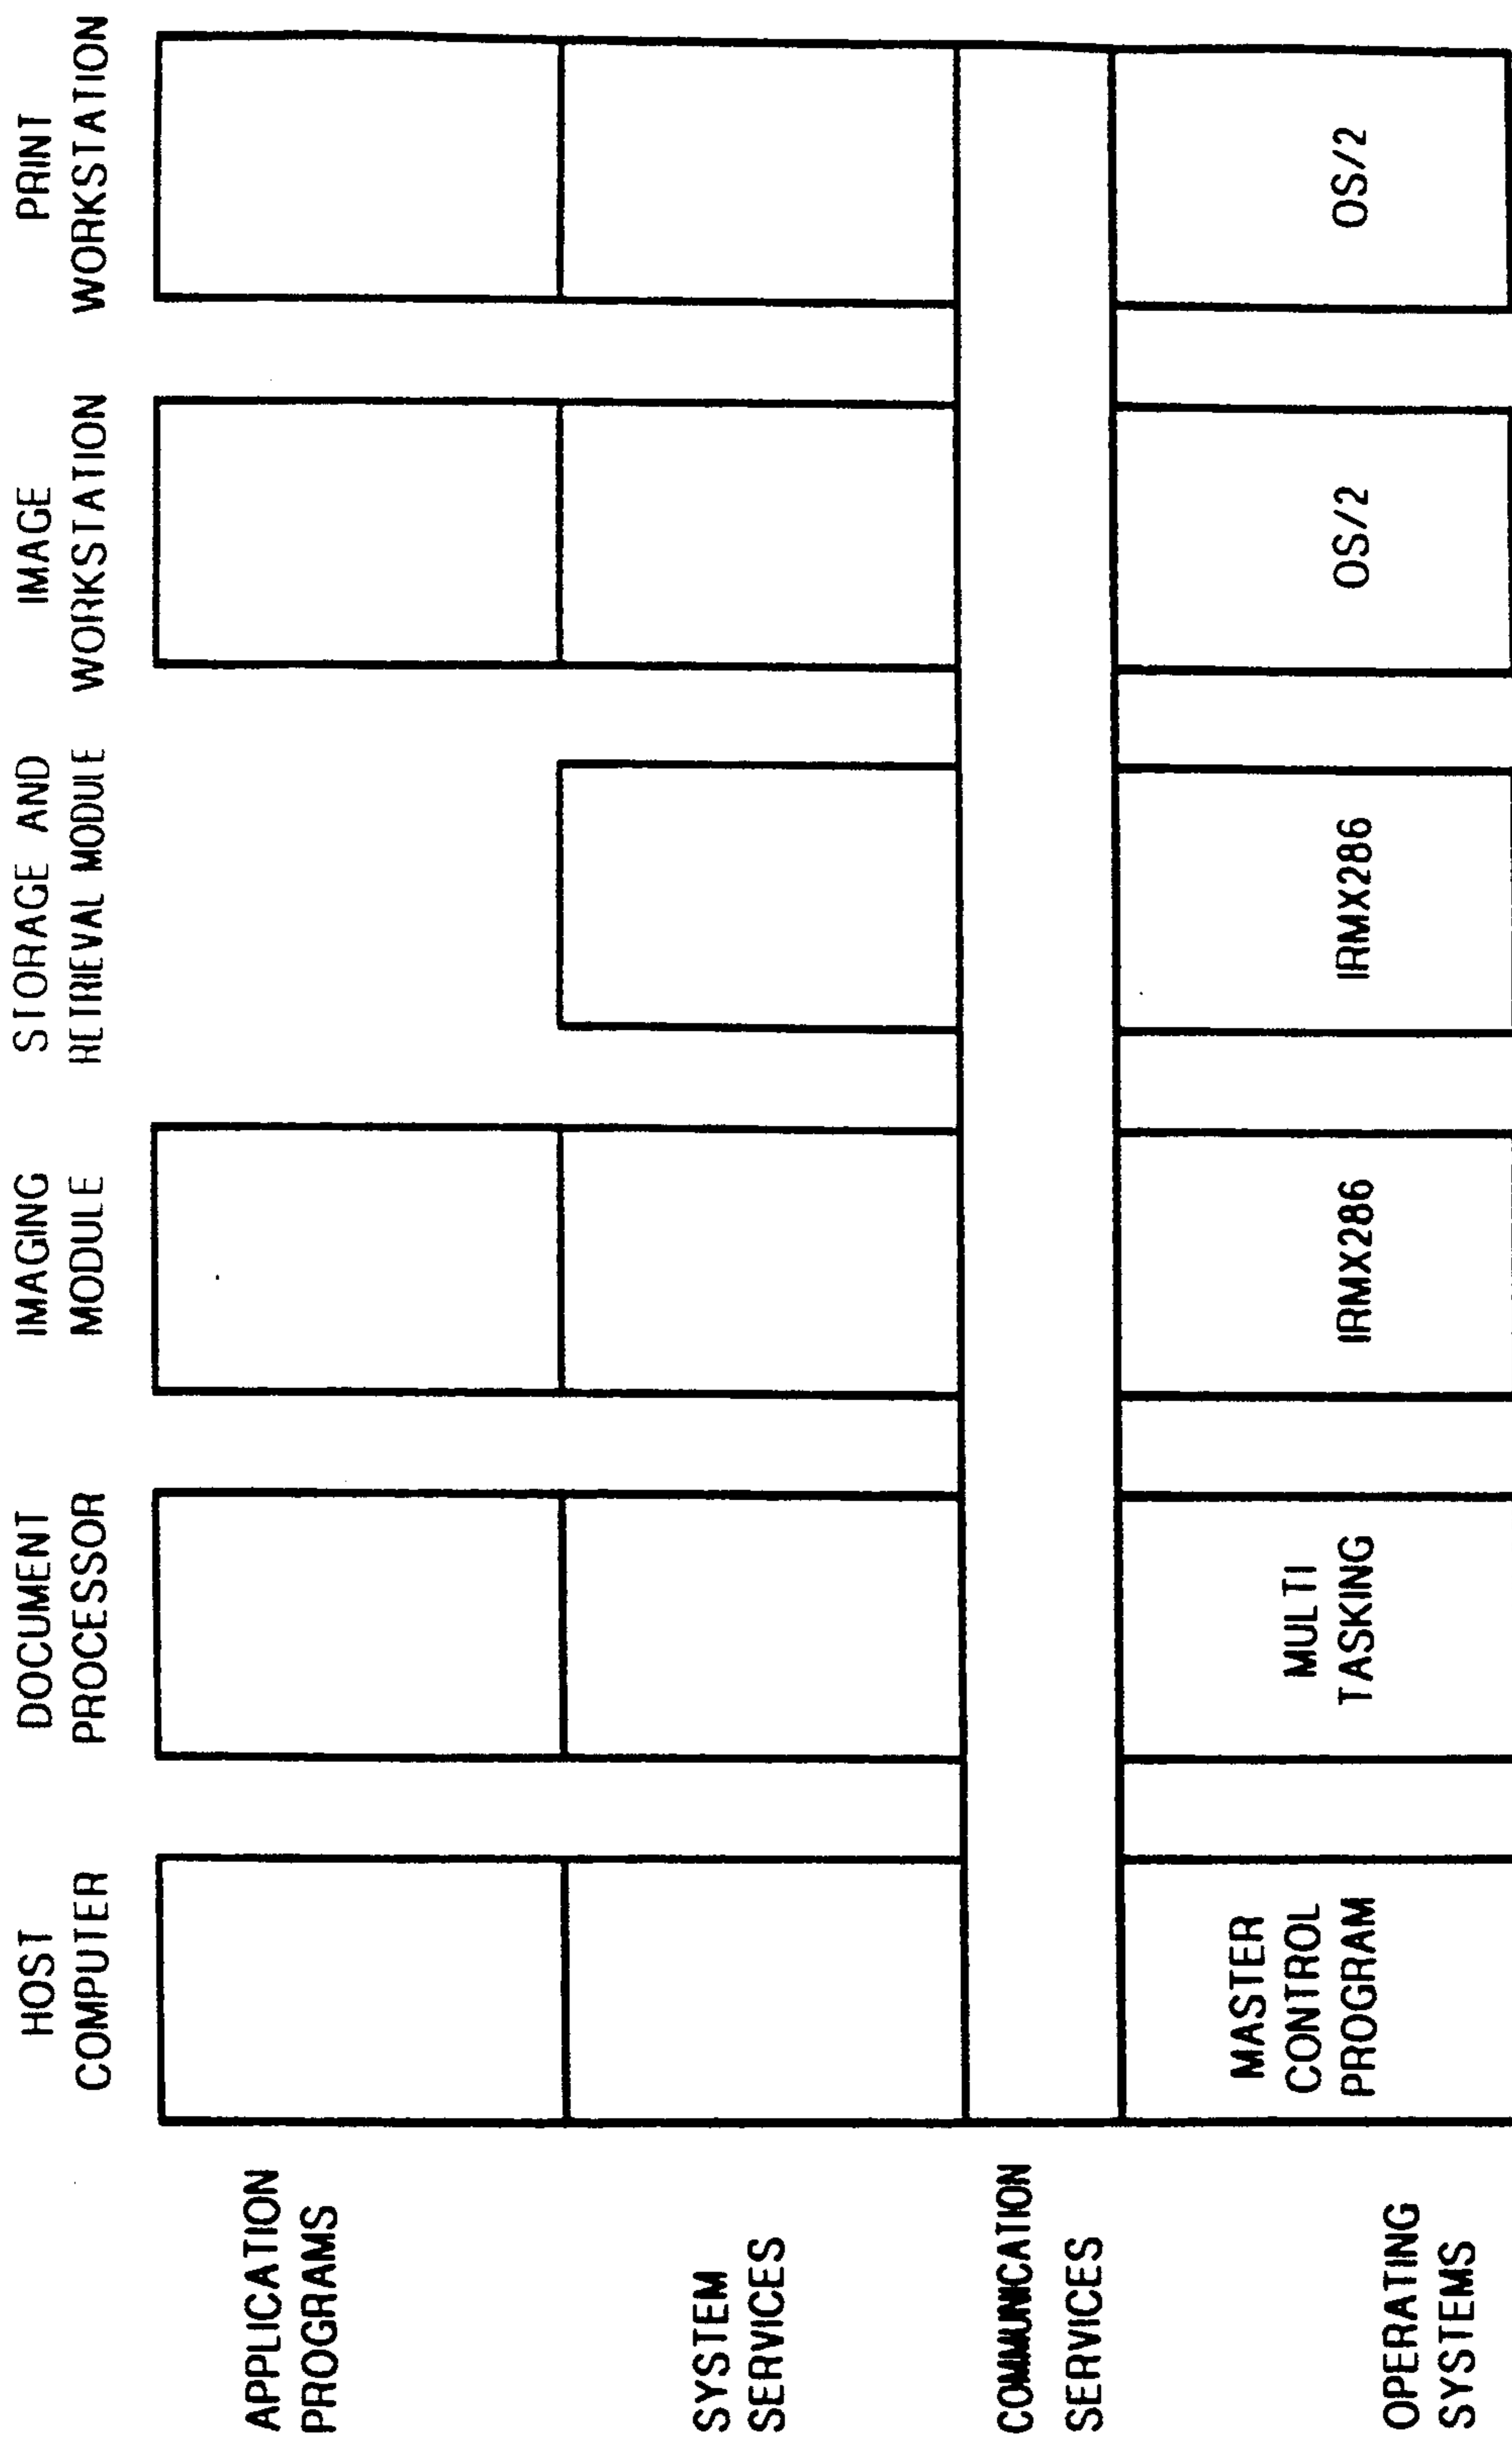 HOST
COMPUTER
DOCUMENT
PROCESSOR
IMAGING
MODULE
STORAGE AND
RETRIEVAL MODULE
IMAGE
WORKSTATION
PRINT
WORKSTATION
APPLICATION
PROGRAMS
SYSTEM
SERVICES
COMMUNICATION
SERVICES
OPERATING
SYSTEMS
MASTER
CONTROL
PROGRAM
MULTI
TASKING
IRMX286
IRMX286
OS/2
OS/2